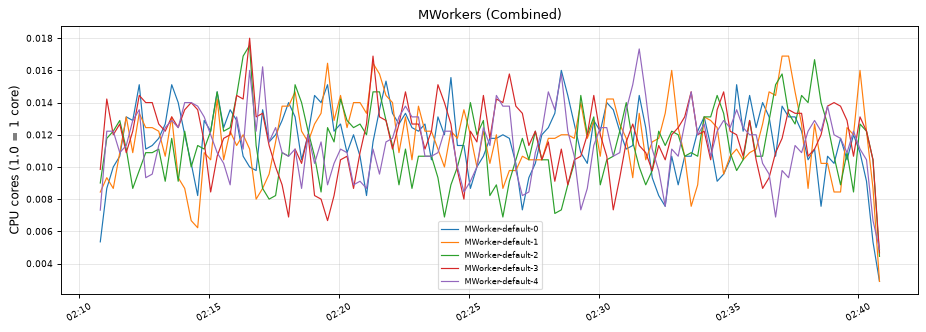 MWorkers (Combined)
CPU cores (1.0 = 1 core)
0.018
0.016
0.014
0.012
0.010
0.008
0.006
0.004
MWorker-default-0
MWorker-default-1
MWorker-default-2
MWorker-default-3
MWorker-default-4
02:10
02:15
02:20
02:25
02:30
02:35
02:40